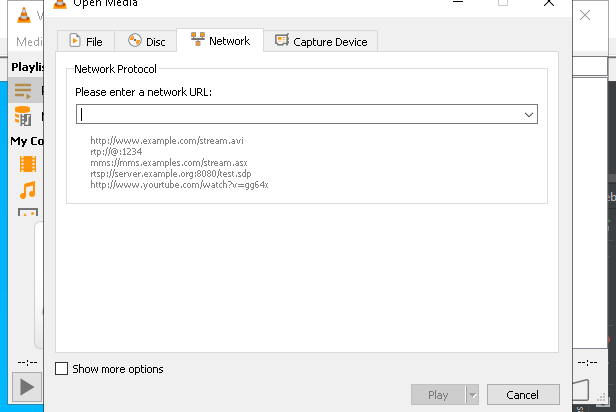 Open Media
Medi
File
Disc
Network
Capture Device
Playlis
Network Protocol
Please enter a network URL:
My Co
http://www.example.com/stream.avi
rtp://@:1234
mms://mms.examples.com/stream.asx
rtsp://server.example.org:8080/test.sdp
http://www.yourtube.com/watch?v=gg64x
--:--
--:--
Show more options
Play
Cancel